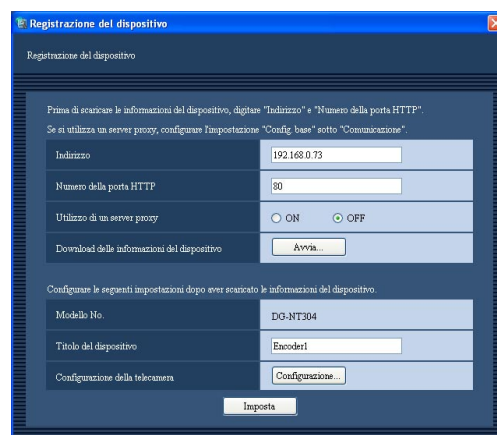 Registrazione del dispositivo
Registrazione del dispositivo
Prima di scaricare le informazioni del dispositivo, digitare "Indirizzo" e "Numero della porta HTTP".
Se si utilizza un server proxy, configurare l'impostazione "Config. base" sotto "Comunicazione".
Indirizzo 192.168.0.73
Numero della porta HTTP 80
Utilizzo di un server proxy ON OFF
Download delle informazioni del dispositivo Avvia...
Configurare le seguenti impostazioni dopo aver scaricato le informazioni del dispositivo.
Modello No. DG-NT304
Titolo del dispositivo Encoder1
Configurazione della telecamera Configurazione...
Imposta